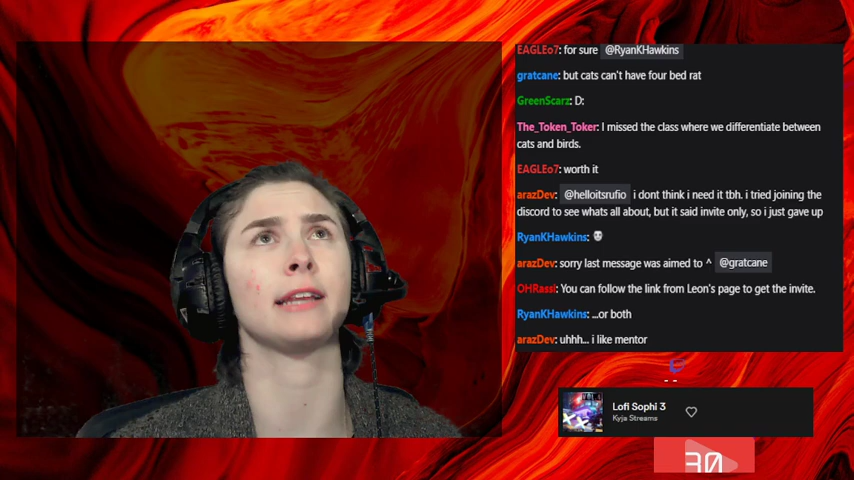 EAGLEo7: for sure @RyanKHawkins
gratcane: but cats can't have four bed rat
GreenScarz: D:
The_Token_Toker: I missed the class where we differentiate between
cats and birds.
EAGLEo7: worth it
arazDev: @helloitsrufio i dont think i need it tbh. i tried joining the
discord to see whats all about, but it said invite only, so i just gave up
RyanKHawkins:
arazDev: sorry last message was aimed to ^ @gratcane
OHRassi: You can follow the link from Leon's page to get the invite.
RyanKHawkins: ...or both
arazDev: uhhh... i like mentor
Lofi Sophi 3
Kyja Streams
30